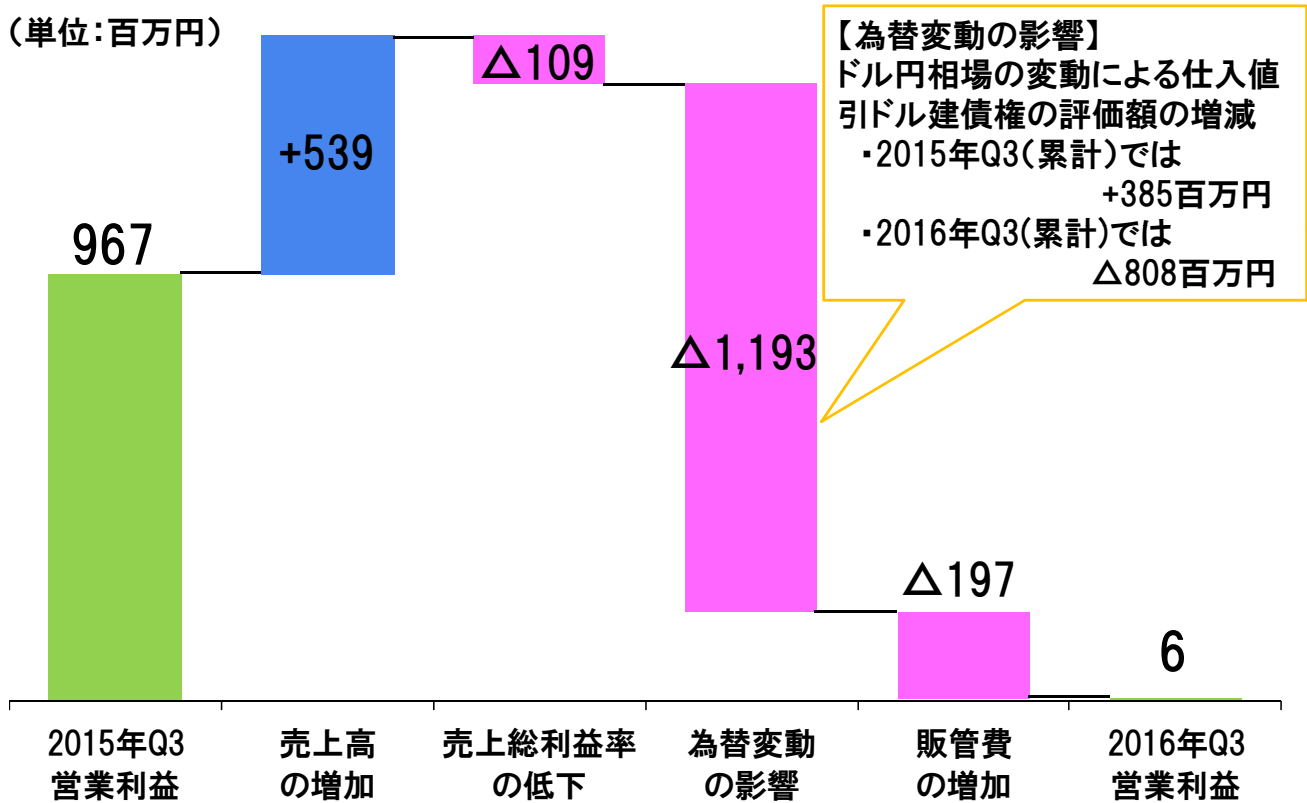 （単位：百万円）
【為替変動の影響】
ドル円相場の変動による仕入値
引ドル建債権の評価額の増減
・2015年Q3（累計）では
+385百万円
・2016年Q3(累計)では
△808百万円
967
+539
△109
△1,193
△197
6
2015年Q3
営業利益
売上高
の増加
売上総利益率
の低下
為替変動
の影響
販管費
の増加
2016年Q3
営業利益